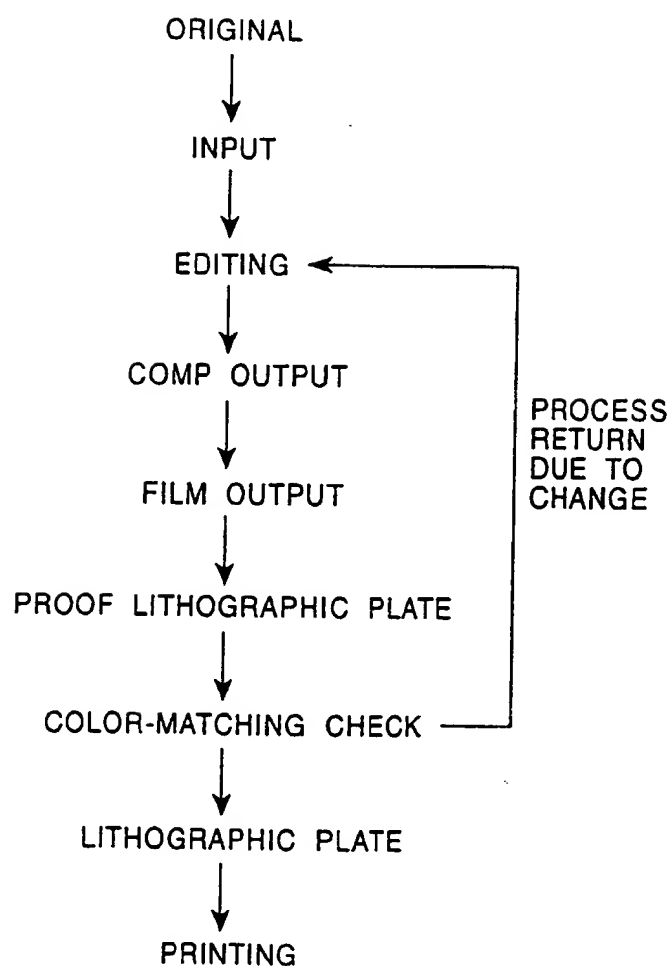 ORIGINAL
INPUT
EDITING
COMP OUTPUT
PROCESS
RETURN
DUE TO
CHANGE
FILM OUTPUT
PROOF LITHOGRAPHIC PLATE
COLOR-MATCHING CHECK
LITHOGRAPHIC PLATE
PRINTING